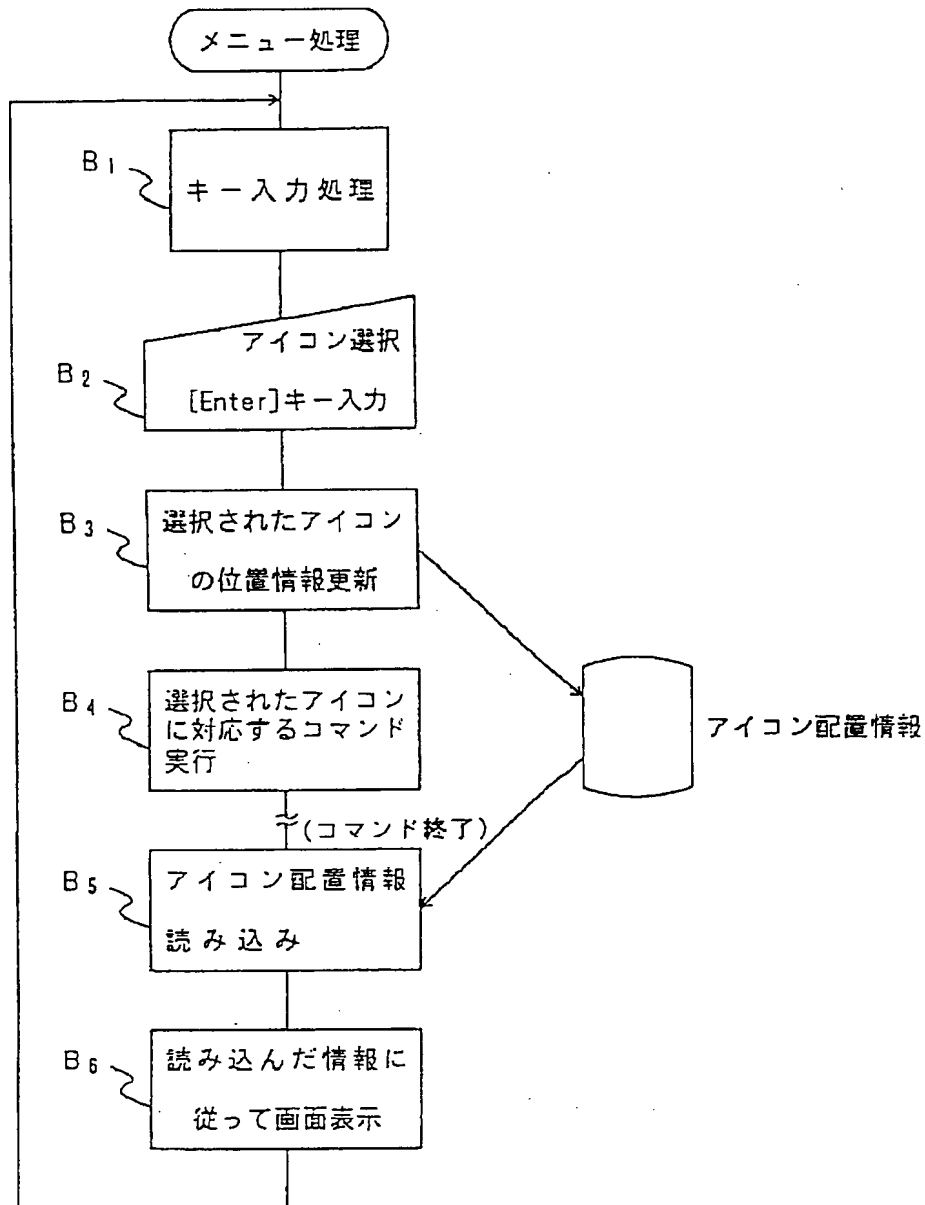 メニュー処理
B1
キー入力処理
B2
アイコン選択
[Enter]キー入力
B3
選択されたアイコン
の位置情報更新
B4
選択されたアイコン
に対応するコマンド
実行
アイコン配置情報
(コマンド終了)
B5
アイコン配置情報
読み込み
B6
読み込んだ情報に
従って画面表示